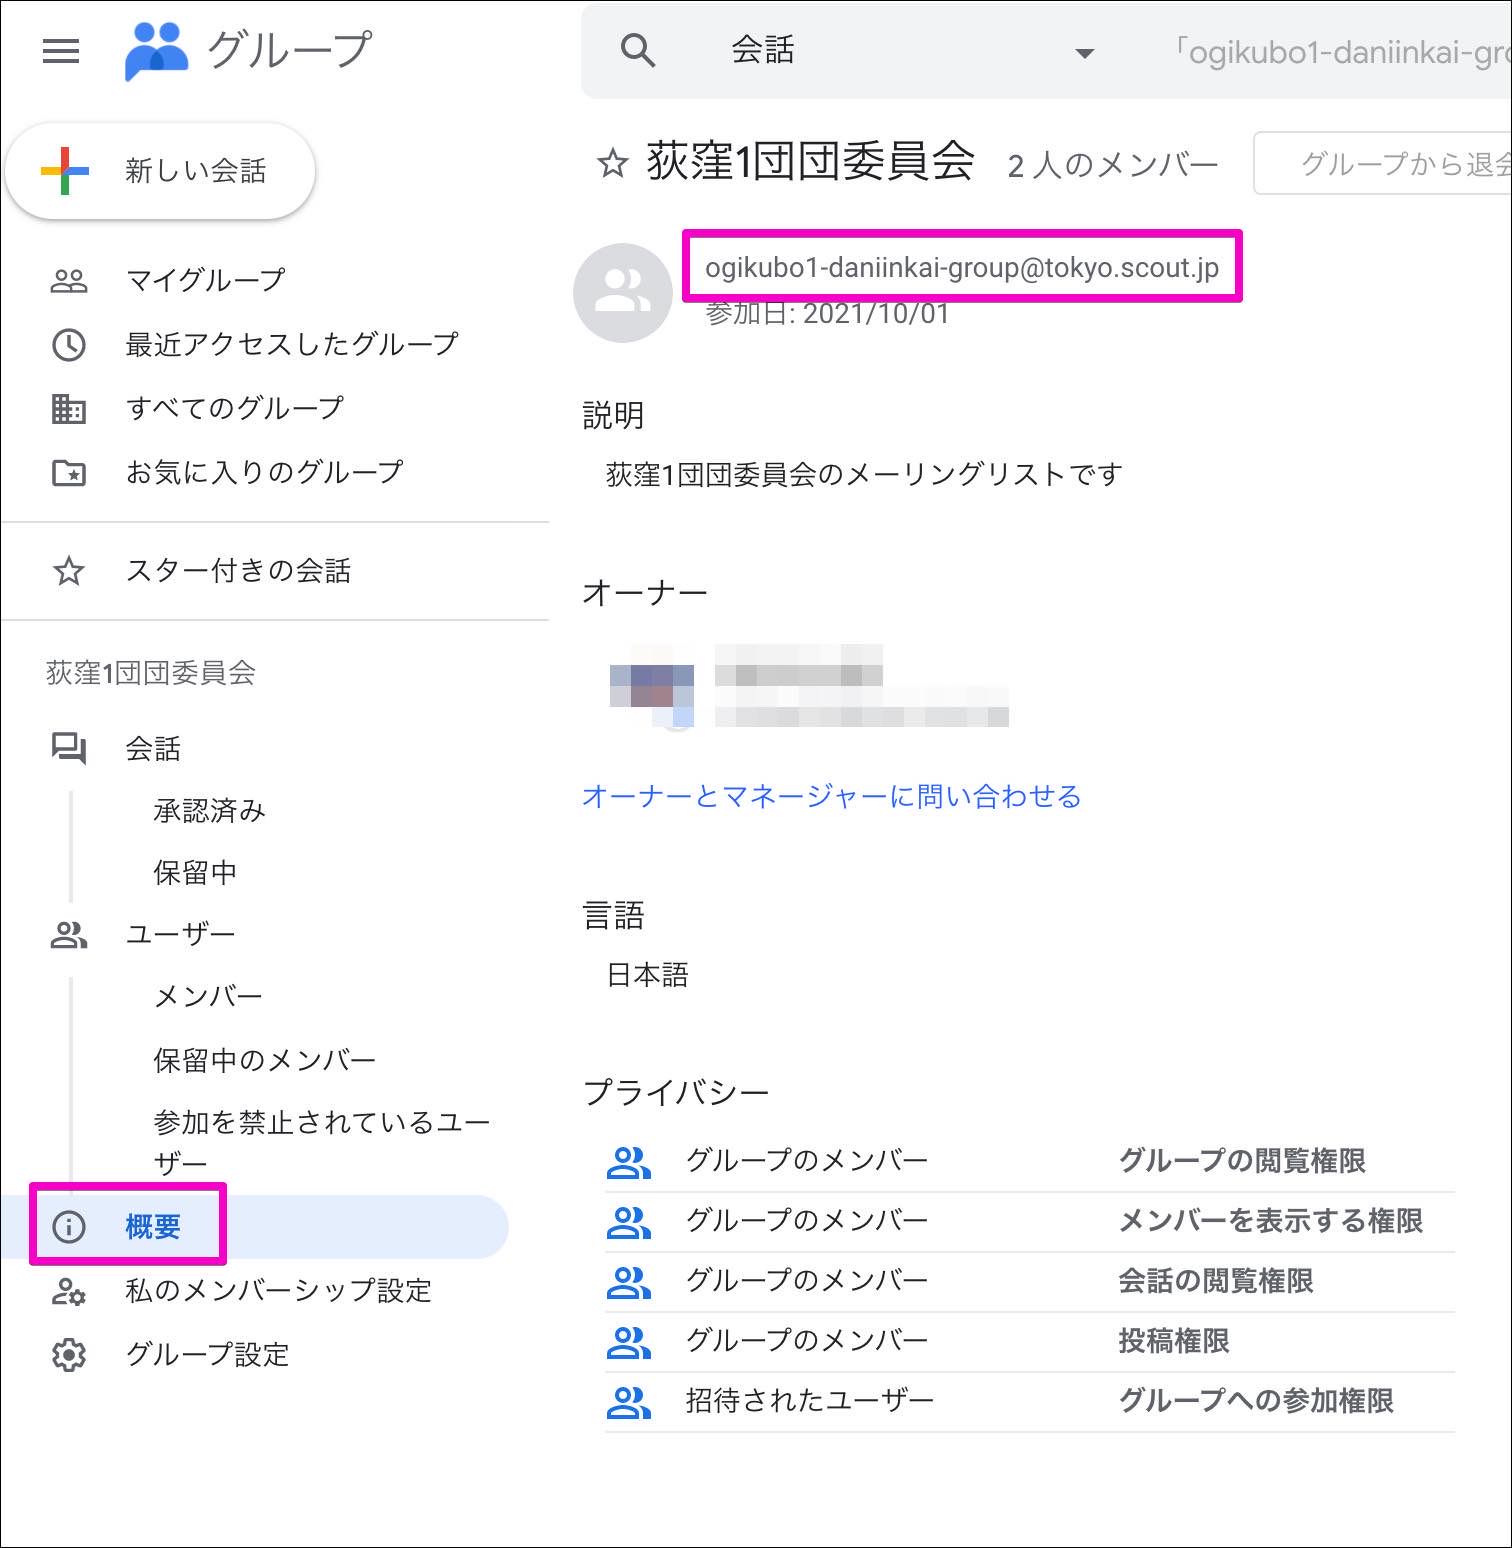 グループ
会話
「ogikubo1-daniinkai-gro
新しい会話
荻窪1団団委員会
2 人のメンバー
グループから退会
ogikubo1-daniinkai-group@tokyo.scout.jp
参加日: 2021/10/01
マイグループ
最近アクセスしたグループ
すべてのグループ
お気に入りのグループ
スター付きの会話
荻窪1団団委員会
会話
承認済み
保留中
ユーザー
メンバー
保留中のメンバー
参加を禁止されているユー
ザー
概要
私のメンバーシップ設定
グループ設定
説明
荻窪1団団委員会のメーリングリストです
オーナー
オーナーとマネージャーに問い合わせる
言語
日本語
プライバシー
グループのメンバー グループの閲覧権限
グループのメンバー メンバーを表示する権限
グループのメンバー 会話の閲覧権限
グループのメンバー 投稿権限
招待されたユーザー グループへの参加権限